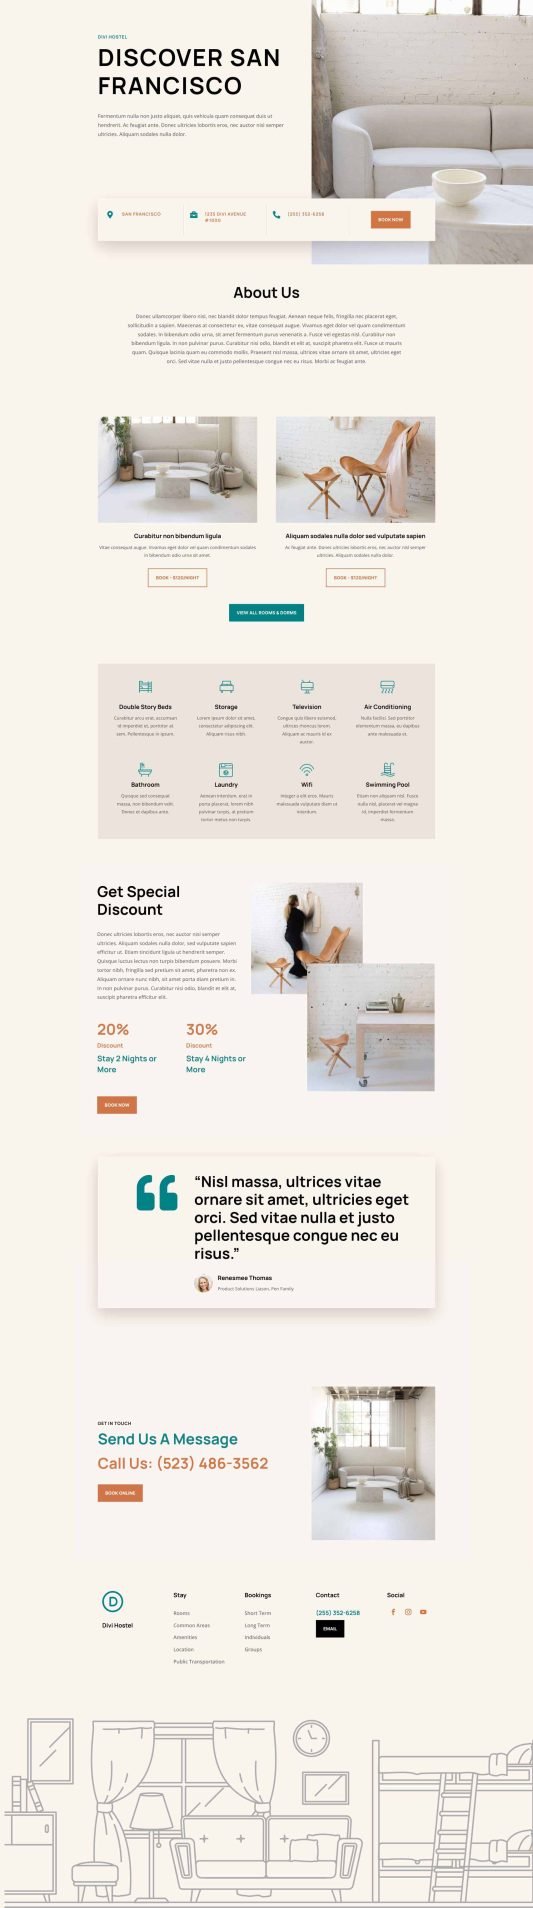 DIVI HOSTEL
DISCOVER SAN
FRANCISCO
Fermentum nulla non justo aliquet, quis vehicula quam consequat duis ut
hendrerit. Ac feugiat ante. Donec ultricies lobortis eros, nec auctor nisl semper
ultricies. Aliquam sodales nulla dolor.
SAN FRANCISCO
1235 DIVI AVENUE
#1000
(255) 352-6258
BOOK NOW
About Us
Donec ullamcorper libero nisl, nec blandit dolor tempus feugiat. Aenean neque felis, fringilla nec placerat eget,
sollicitudin a sapien. Maecenas at consectetur ex, vitae consequat augue. Vivamus eget dolor vel quam condimentum
sodales. In bibendum odio urna, sit amet fermentum purus venenatis a. Fusce vel egestas nisl. Curabitur non
bibendum ligula. In non pulvinar purus. Curabitur nisi odio, blandit et elit at, suscipit pharetra elit. Fusce ut mauris
quam. Quisque lacinia quam eu commodo mollis. Praesent nisl massa, ultrices vitae ornare sit amet, ultricies eget
orci. Sed vitae nulla et justo pellentesque congue nec eu risus. Morbi ac feugiat ante.
Curabitur non bibendum ligula
Vitae consequat augue. Vivamus eget dolor vel quam condimentum sodales
in bibendum odio urna sit amet.
BOOK - $120/NIGHT
Aliquam sodales nulla dolor sed vulputate sapien
Ac feugiat ante. Donec ultricies lobortis eros, nec auctor nisl semper
ultricies. Aliquam sodales nulla dolor.
BOOK - $120/NIGHT
VIEW ALL ROOMS & DORMS
Double Story Beds
Curabitur arcu erat, accumsan
id imperdiet et, porttitor at
sem. Pellentesque in ipsum.
Storage
Lorem ipsum dolor sit amet,
consectetur adipiscing elit.
Aliquam risus nibh.
Television
Congue quis libero euismod,
ultrices rhoncus lorem.
Aliquam ac mauris id ex
auctor.
Air Conditioning
Nulla facilisi. Sed porttitor
elementum massa, eu dapibus
ante malesuada et.
Bathroom
Quisque sed consequat
massa, non bibendum velit.
Donec et dapibus ante.
Laundry
Aenean interdum, erat in
porta placerat, lorem nibh
pulvinar turpis, at pretium
tortor metus non turpis.
Wifi
Integer a elit eros. Mauris
malesuada vulputate diam ut
interdum.
Swimming Pool
Etiam non aliquam nisl. Fusce
nulla nisl, placerat vel magna
id, imperdiet fermentum
massa.
Get Special
Discount
Donec ultricies lobortis eros, nec auctor nisl semper
ultricies. Aliquam sodales nulla dolor, sed vulputate sapien
efficitur ut. Etiam tincidunt ligula ut hendrerit semper.
Quisque luctus lectus non turpis bibendum posuere. Morbi
tortor nibh, fringilla sed pretium sit amet, pharetra non ex.
Aliquam ornare nunc nibh, sit amet porta diam pretium in.
In non pulvinar purus. Curabitur nisi odio, blandit et elit at,
suscipit pharetra efficitur elit.
20%
Discount
Stay 2 Nights or
More
30%
Discount
Stay 4 Nights or
More
BOOK NOW
“Nisl massa, ultrices vitae
ornare sit amet, ultricies eget
orci. Sed vitae nulla et justo
pellentesque congue nec eu
risus.”
Renesmee Thomas
Product Solutions Liaison, Pen Family
GET IN TOUCH
Send Us A Message
Call Us: (523) 486-3562
BOOK ONLINE
D
Divi Hostel
Stay
Rooms
Common Areas
Amenities
Location
Public Transportation
Bookings
Short Term
Long Term
Individuals
Groups
Contact
(255) 352-6258
EMAIL
Social